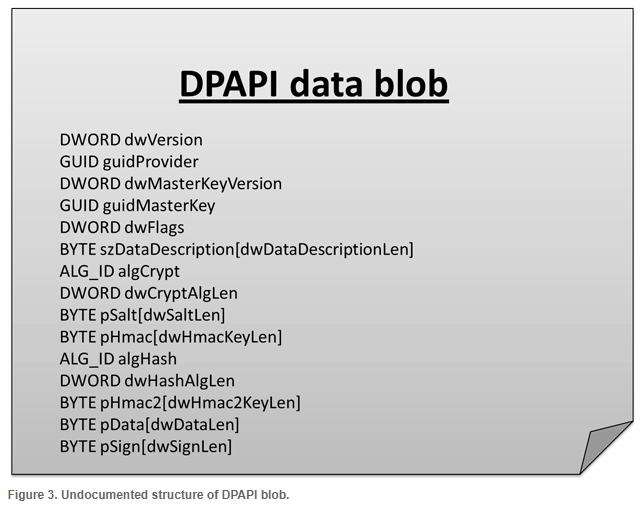 DPAPI data blob
DWORD dwVersion
GUID guidProvider
DWORD dwMasterKeyVersion
GUID guidMasterKey
DWORD dwFlags
BYTE szDataDescription[dwDataDescriptionLen]
ALG_ID algCrypt
DWORD dwCryptAlgLen
BYTE pSalt[dwSaltLen]
BYTE pHmac[dwHmacKeyLen]
ALG_ID algHash
DWORD dwHashAlgLen
BYTE pHmac2[dwHmac2KeyLen]
BYTE pData[dwDataLen]
BYTE pSign[dwSignLen]
Figure 3. Undocumented structure of DPAPI blob.